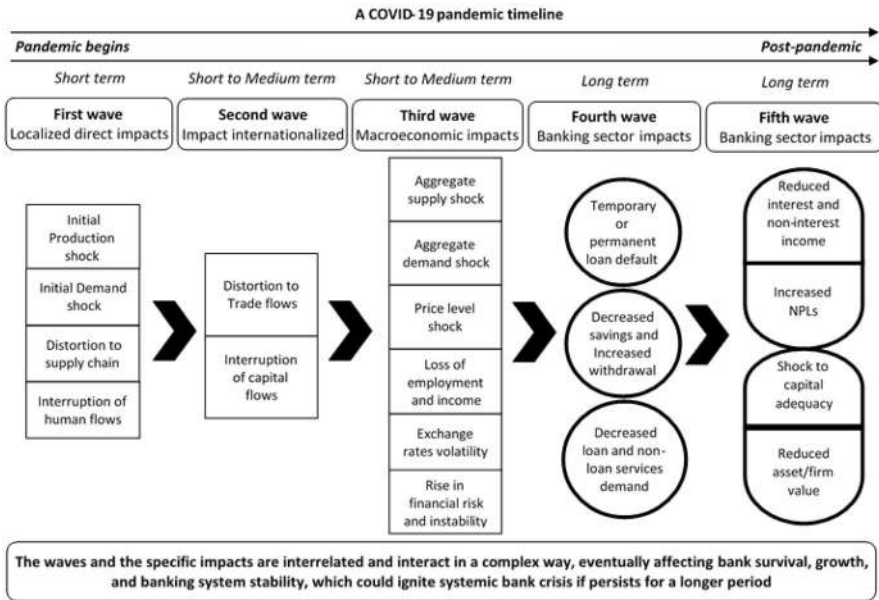 A COVID-19 pandemic timeline
Pandemic begins
Post-pandemic
Short term
Short to Medium term
Short to Medium term
Long term
Long term
First wave
Localized direct impacts
Second wave
Impact internationalized
Third wave
Macroeconomic impacts
Fourth wave
Banking sector impacts
Fifth wave
Banking sector impacts
Initial
Production
shock
Initial Demand
shock
Distortion to
supply chain
Interruption of
human flows
Distortion to
Trade flows
Interruption
of capital
flows
Aggregate
supply shock
Aggregate
demand shock
Price level
shock
Loss of
employment
and income
Exchange
rates volatility
Rise in
financial risk
and instability
Temporary
or
permanent
loan default
Decreased
savings and
Increased
withdrawal
Decreased
loan and non-
loan services
demand
Reduced
interest and
non-interest
income
Increased
NPLs
Shock to
capital
adequacy
Reduced
asset/firm
value
The waves and the specific impacts are interrelated and interact in a complex way, eventually affecting bank survival, growth,
and banking system stability, which could ignite systemic bank crisis if persists for a longer period